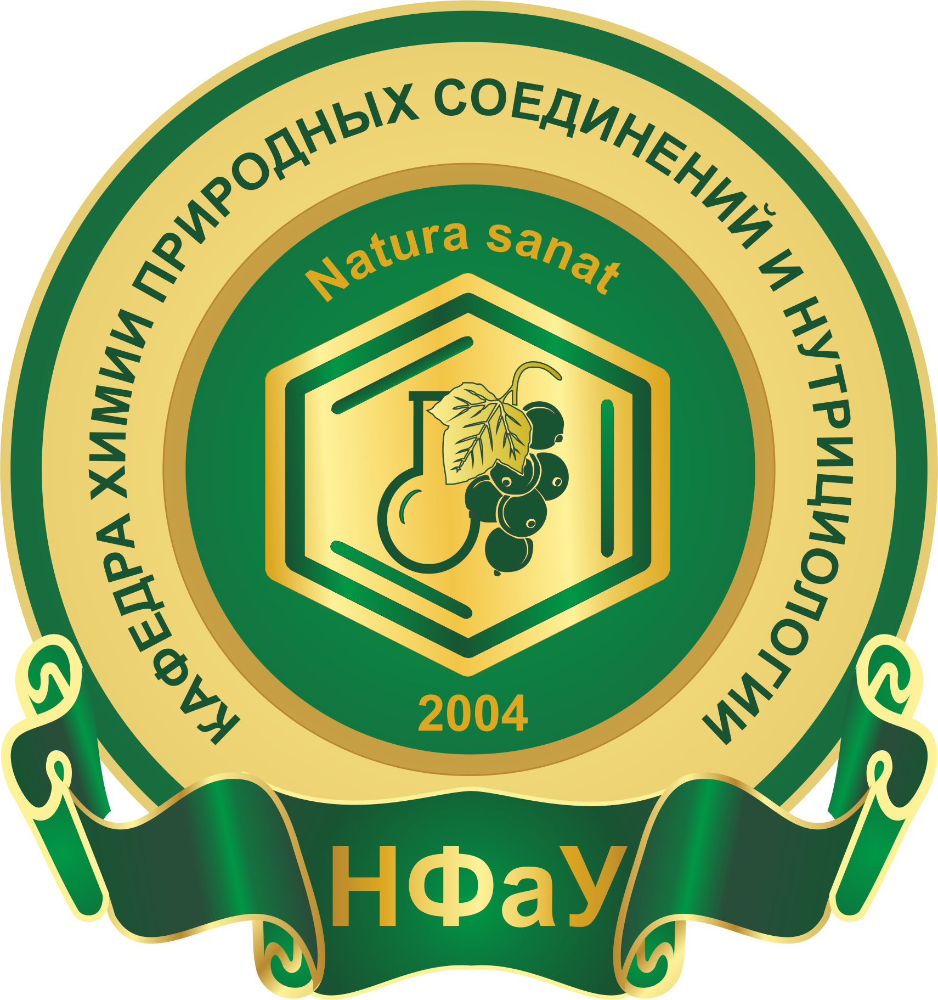 КАФЕДРА ХИМИИ ПРИРОДНЫХ СОЕДИНЕНИЙ И НУТРИЦИОЛОГИИ
Natura sanat
2004
НФаУ